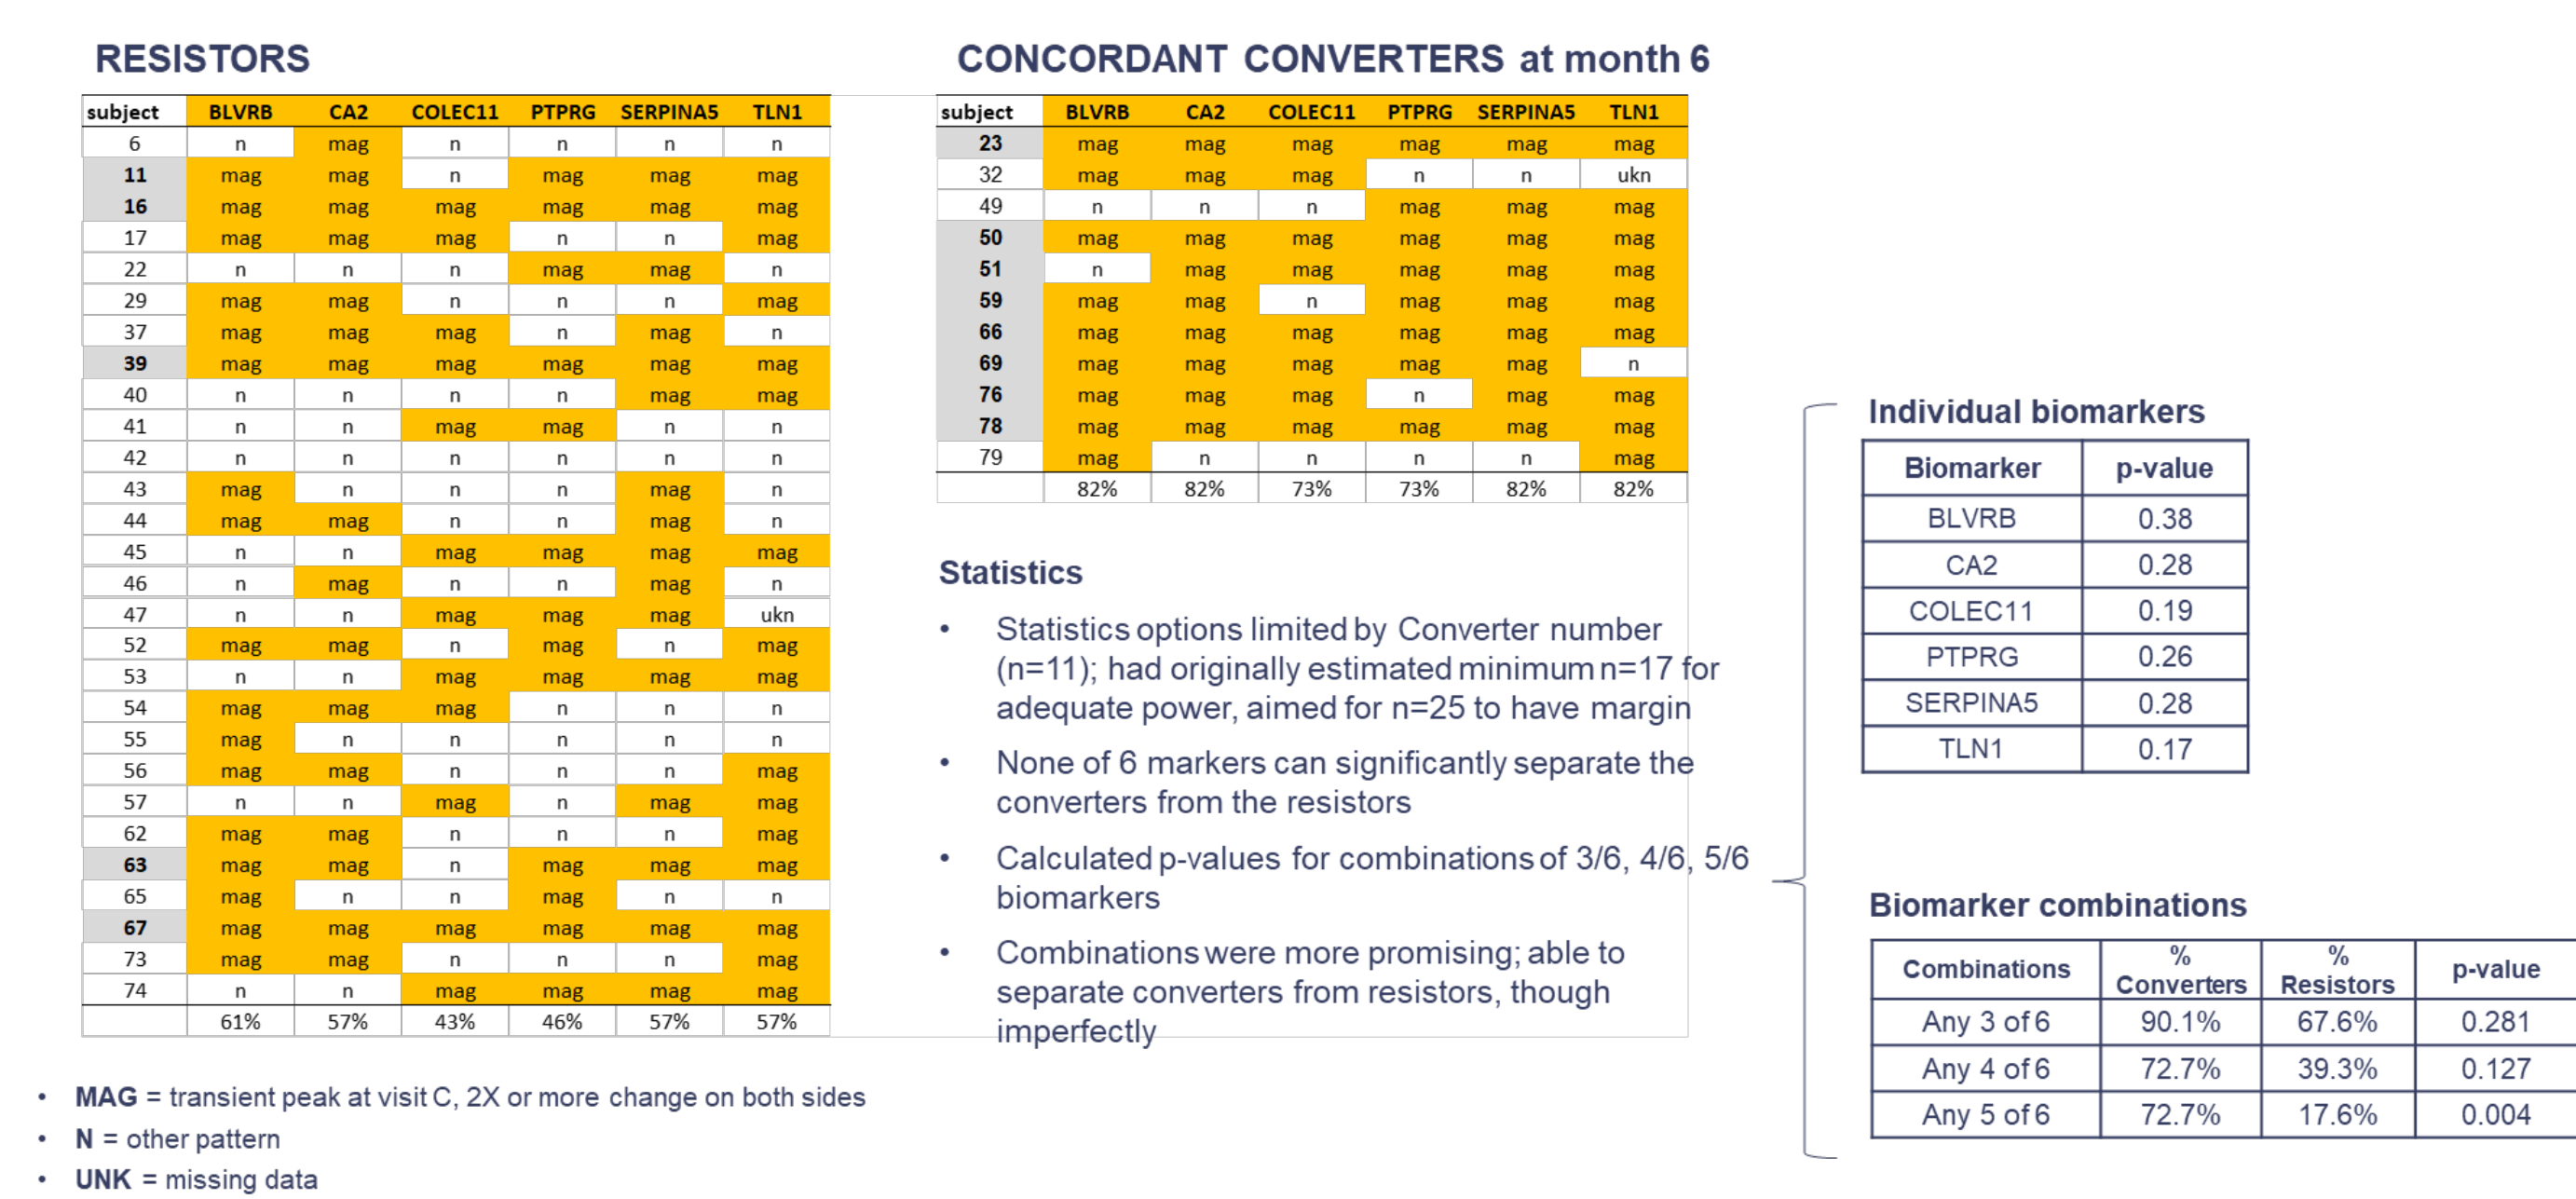 RESISTORS
subject BLVRB CA2 COLEC11 PTPRG SERPINA5 TLN1
6 n mag n n n n
11 mag mag n mag mag mag
16 mag mag mag mag mag mag
17 mag mag mag n n mag
22 n n n mag mag n
29 mag mag n n n mag
37 mag mag mag n mag n
39 mag mag mag mag mag mag
40 n n n n mag mag
41 n n mag mag n n
42 n n n n n n
43 mag n n n mag n
44 mag mag n n mag n
45 n n mag mag mag mag
46 n mag n n mag n
47 n n mag mag mag ukn
52 mag mag n mag n mag
53 n n mag mag mag mag
54 mag mag mag n n n
55 mag n n n n n
56 mag mag n n n mag
57 n n mag n mag mag
62 mag mag n n n mag
63 mag mag n mag mag mag
65 mag n n mag n n
67 mag mag mag mag mag mag
73 mag mag n n n mag
74 n n mag mag mag mag
61% 57% 43% 46% 57% 57%
• MAG = transient peak at visit C, 2X or more change on both sides
• N = other pattern
• UNK = missing data
CONCORDANT CONVERTERS at month 6
subject BLVRB CA2 COLEC11 PTPRG SERPINA5 TLN1
23 mag mag mag mag mag mag
32 mag mag mag n n ukn
49 n n n mag mag mag
50 mag mag mag mag mag mag
51 n mag mag mag mag mag
59 mag mag n mag mag mag
66 mag mag mag mag mag mag
69 mag mag mag mag mag n
76 mag mag mag n mag mag
78 mag mag mag mag mag mag
79 mag n n n n mag
82% 82% 73% 73% 82% 82%
Statistics
• Statistics options limited by Converter number
(n=11); had originally estimated minimum n=17 for
adequate power, aimed for n=25 to have margin
• None of 6 markers can significantly separate the
converters from the resistors
• Calculated p-values for combinations of 3/6, 4/6, 5/6
biomarkers
• Combinations were more promising; able to
separate converters from resistors, though
imperfectly
Individual biomarkers
Biomarker p-value
BLVRB 0.38
CA2 0.28
COLEC11 0.19
PTPRG 0.26
SERPINA5 0.28
TLN1 0.17
Biomarker combinations
Combinations % Converters % Resistors p-value
Any 3 of 6 90.1% 67.6% 0.281
Any 4 of 6 72.7% 39.3% 0.127
Any 5 of 6 72.7% 17.6% 0.004